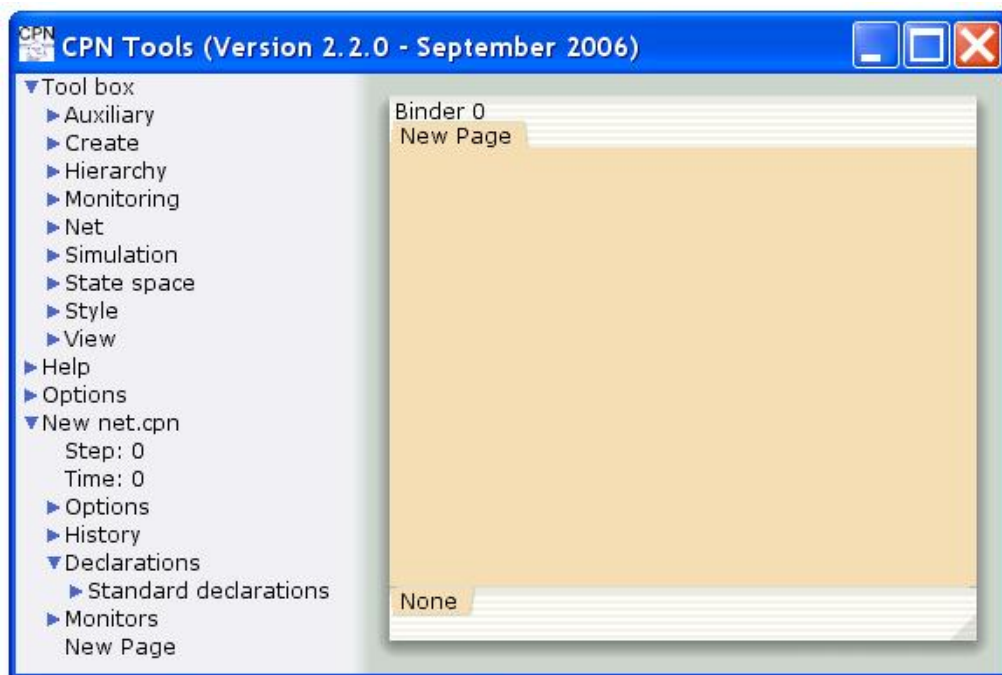 CPN
CPN Tools (Version 2.2.0 - September 2006)
Tool box
Auxiliary
Create
Hierarchy
Monitoring
Net
Simulation
State space
Style
View
Help
Options
New net.cpn
Step: 0
Time: 0
Options
History
Declarations
Standard declarations
Monitors
New Page
Binder 0
New Page
None